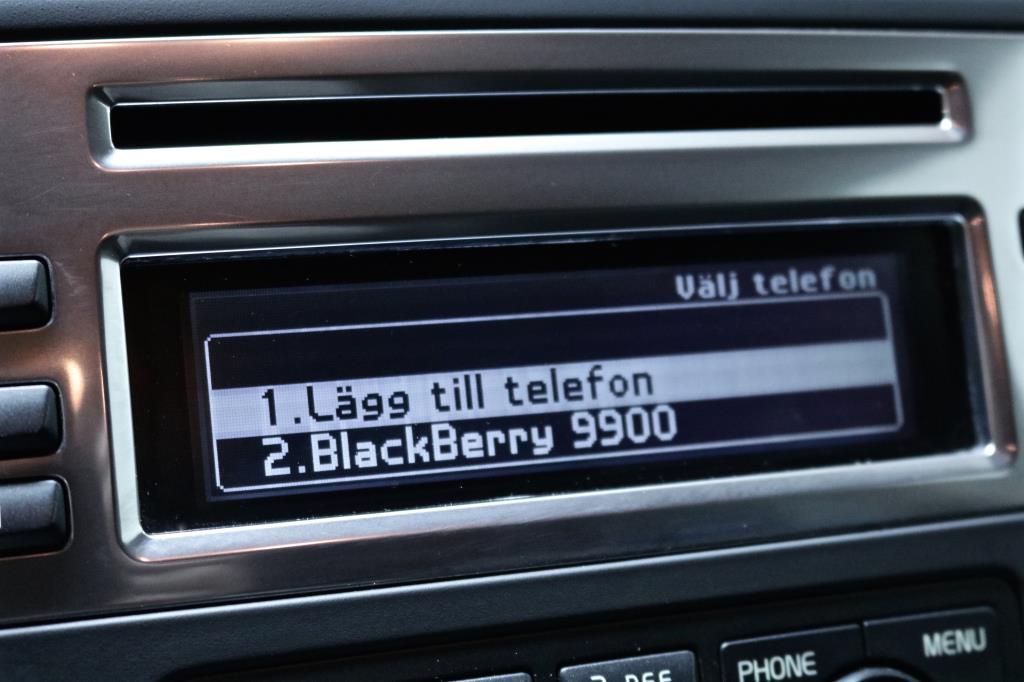 Välj telefon
1.Lägg till telefon
2.BlackBerry 9900
MENU
PHONE